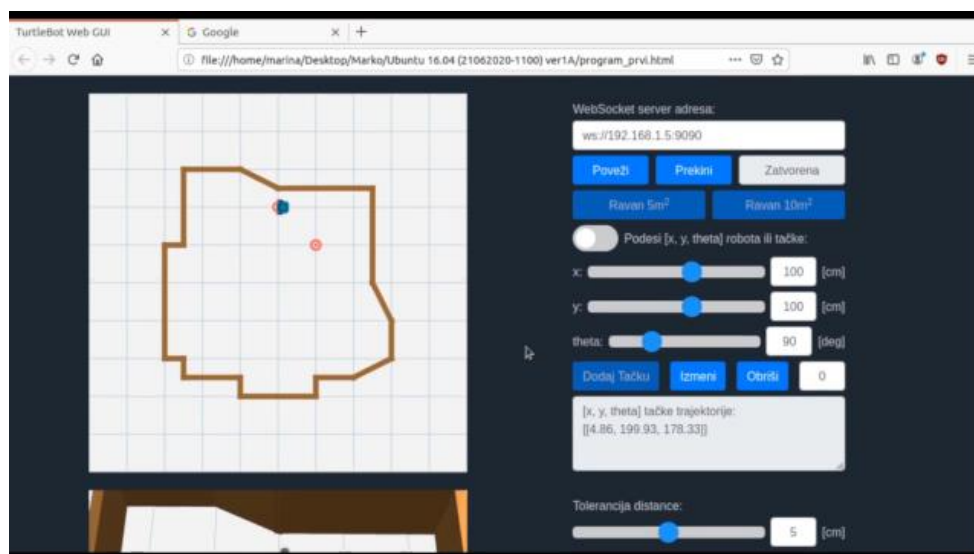 TurtleBot Web GUI
Google
file:///home/marina/Desktop/Marko/Ubuntu 16.04 (21062020-1100) ver1A/program_prvi.html
WebSocket server adresa:
ws://192.168.1.5:9090
Poveži Prekini Zatvorena
Ravan 5m² Ravan 10m²
Podesi [x, y, theta] robota ili tačke:
x: 100 [cm]
y: 100 [cm]
theta: 90 [deg]
Dodaj Tačku Izmeni Obriši 0
[x, y, theta] tačke trajektorije:
[[4.86, 199.93, 178.33]]
Tolerancija distance:
5 [cm]